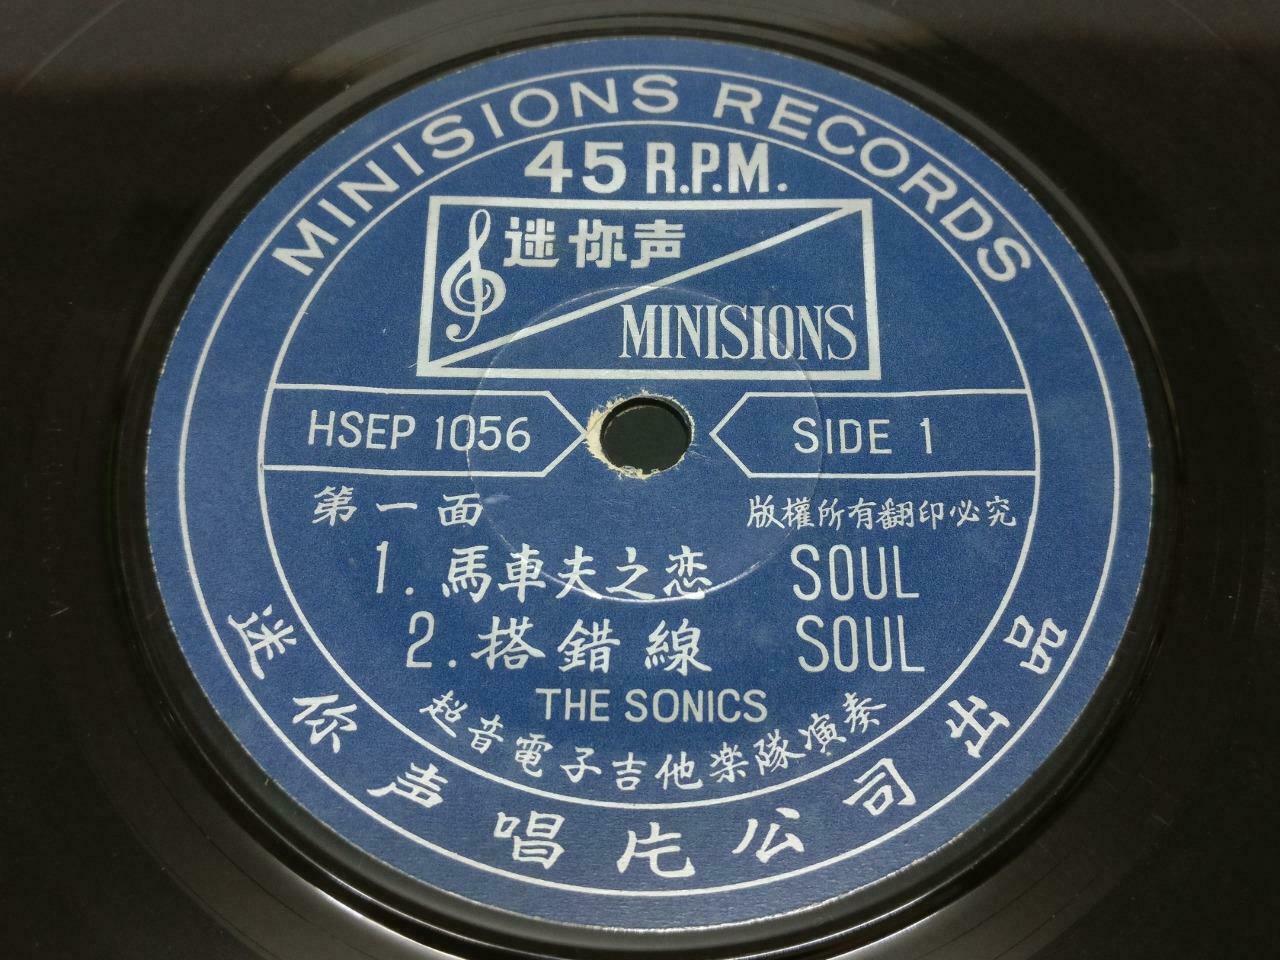 MINISIONS RECORDS
45 R.P.M.
迷你声
MINISIONS
HSEP 1056
SIDE 1
第一面
版權所有翻印必究
1. 馬車夫之恋 SOUL
2. 搭錯線 SOUL
THE SONICS
超音電子吉他楽隊演奏
迷你声唱片公司出品